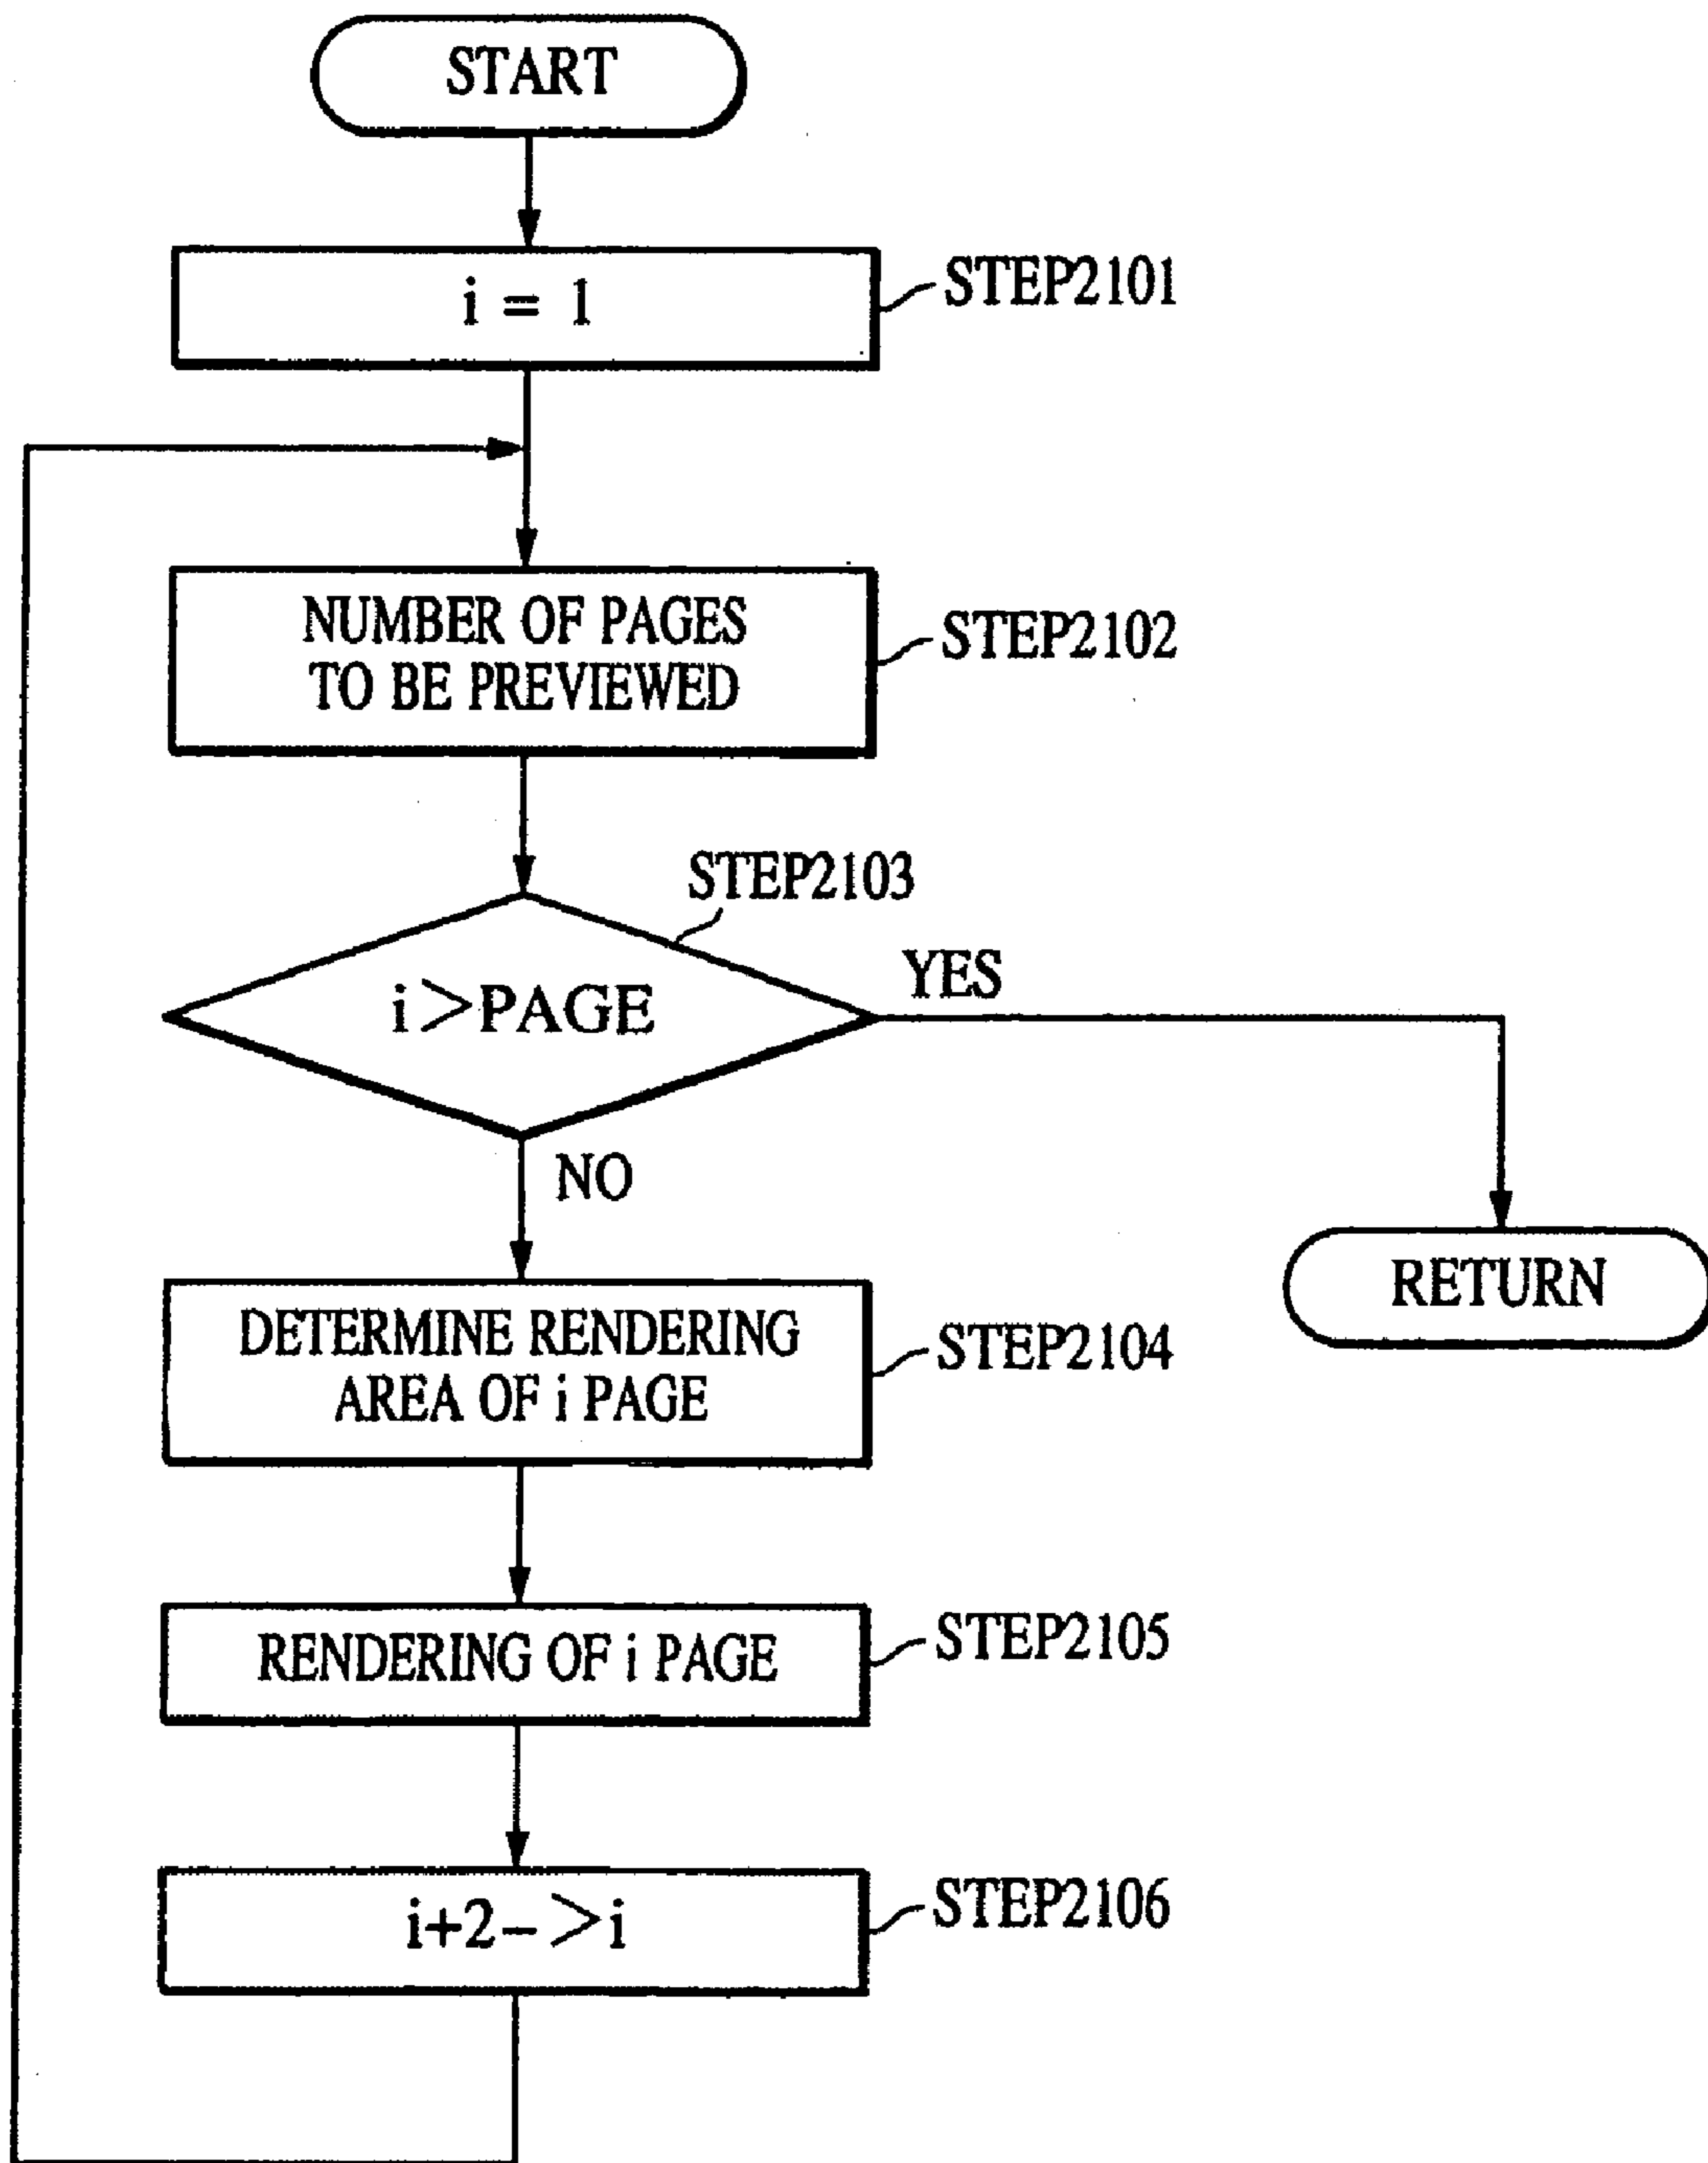 START
i = 1
STEP2101
NUMBER OF PAGES
TO BE PREVIEWED
STEP2102
STEP2103
i>PAGE
YES
NO
RETURN
DETERMINE RENDERING
AREA OF i PAGE
STEP2104
RENDERING OF i PAGE
STEP2105
i+2->i
STEP2106